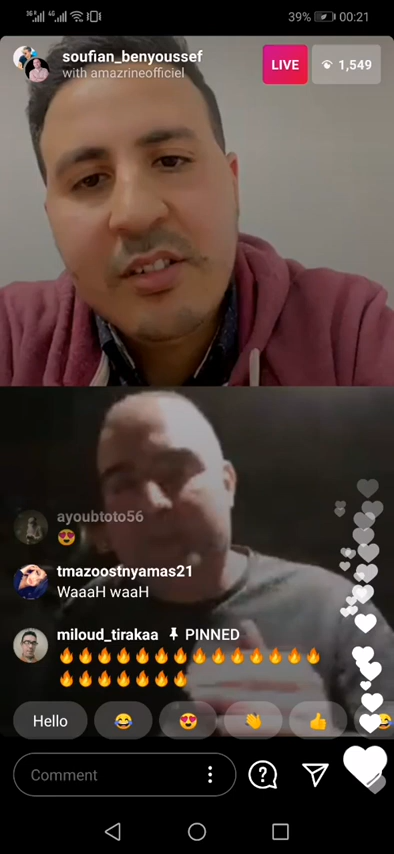 39% 00:21
soufian_benyoussef
with amazrineofficiel
LIVE
1,549
ayoubtoto56
😍
tmazoostnyamas21
WaaaH waaH
miloud_tirakaa PINNED
🔥🔥🔥🔥🔥🔥🔥🔥🔥🔥🔥🔥🔥🔥
🔥🔥🔥🔥🔥🔥🔥
Hello 😂 😍 👏 👍 😂
Comment